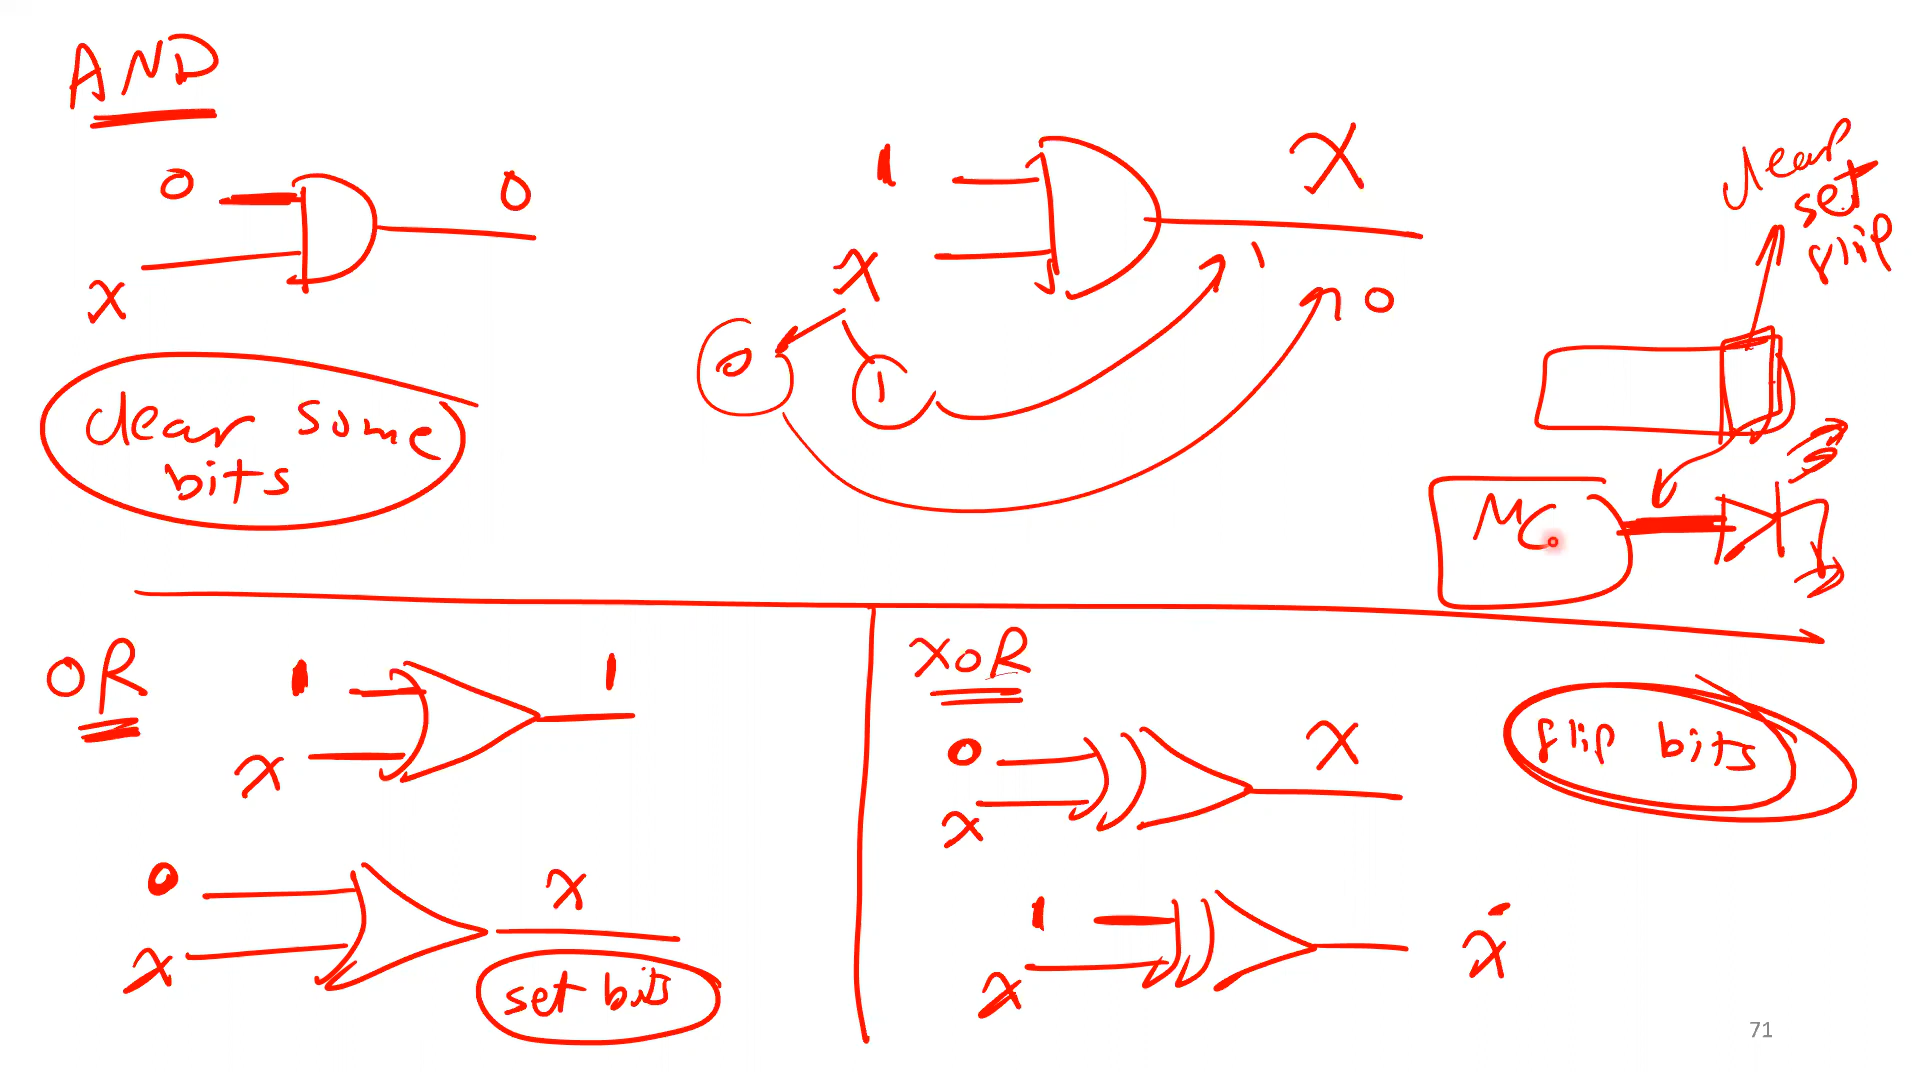 AND
0
0
x
clear some
bits
1
x
x
0
1
1
0
clear
set
flip
MC
OR
1
1
x
0
x
x
set bits
XOR
0
x
x
1
x
x̄
flip bits
71